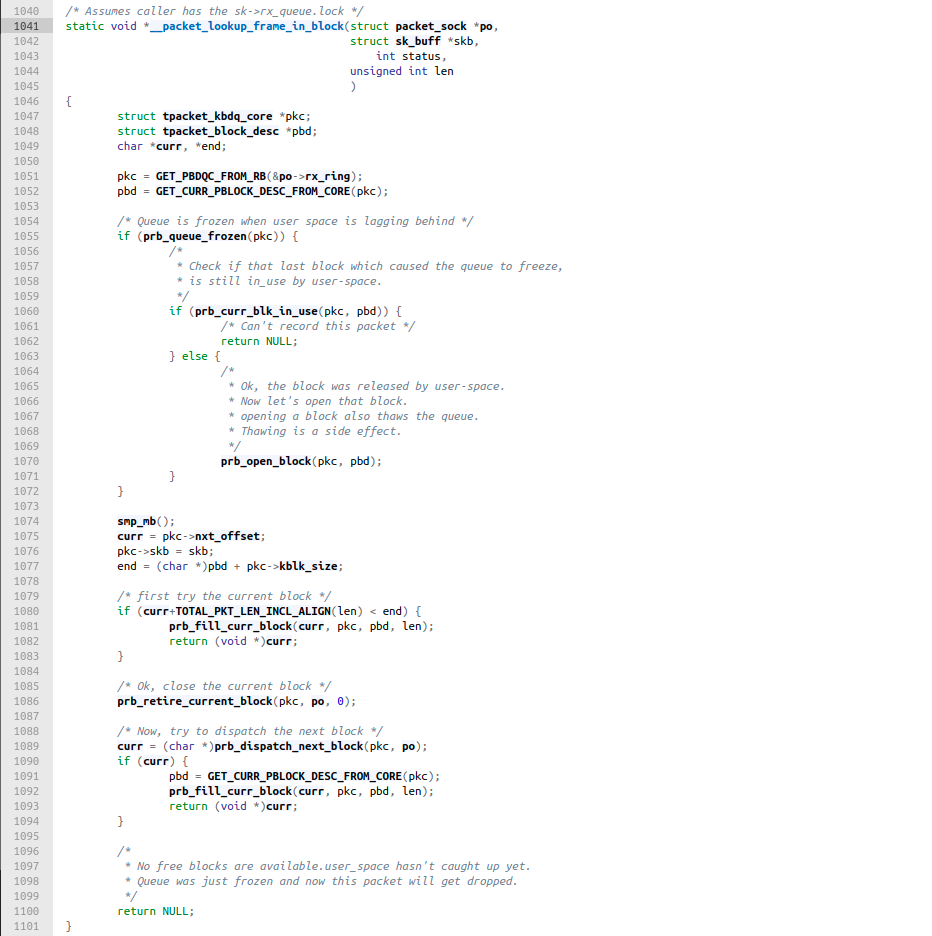 1040 /* Assumes caller has the sk->rx_queue.lock */
1041 static void *__packet_lookup_frame_in_block(struct packet_sock *po,
1042 struct sk_buff *skb,
1043 int status,
1044 unsigned int len
1045 )
1046 {
1047 struct tpacket_kbdq_core *pkc;
1048 struct tpacket_block_desc *pbd;
1049 char *curr, *end;
1050
1051 pkc = GET_PBDQC_FROM_RB(&po->rx_ring);
1052 pbd = GET_CURR_PBLOCK_DESC_FROM_CORE(pkc);
1053
1054 /* Queue is frozen when user space is lagging behind */
1055 if (prb_queue_frozen(pkc)) {
1056 /*
1057 * Check if that last block which caused the queue to freeze,
1058 * is still in_use by user-space.
1059 */
1060 if (prb_curr_blk_in_use(pkc, pbd)) {
1061 /* Can't record this packet */
1062 return NULL;
1063 } else {
1064 /*
1065 * Ok, the block was released by user-space.
1066 * Now let's open that block.
1067 * opening a block also thaws the queue.
1068 * Thawing is a side effect.
1069 */
1070 prb_open_block(pkc, pbd);
1071 }
1072 }
1073
1074 smp_mb();
1075 curr = pkc->nxt_offset;
1076 pkc->skb = skb;
1077 end = (char *)pbd + pkc->kblk_size;
1078
1079 /* first try the current block */
1080 if (curr+TOTAL_PKT_LEN_INCL_ALIGN(len) < end) {
1081 prb_fill_curr_block(curr, pkc, pbd, len);
1082 return (void *)curr;
1083 }
1084
1085 /* Ok, close the current block */
1086 prb_retire_current_block(pkc, po, 0);
1087
1088 /* Now, try to dispatch the next block */
1089 curr = (char *)prb_dispatch_next_block(pkc, po);
1090 if (curr) {
1091 pbd = GET_CURR_PBLOCK_DESC_FROM_CORE(pkc);
1092 prb_fill_curr_block(curr, pkc, pbd, len);
1093 return (void *)curr;
1094 }
1095
1096 /*
1097 * No free blocks are available.user_space hasn't caught up yet.
1098 * Queue was just frozen and now this packet will get dropped.
1099 */
1100 return NULL;
1101 }